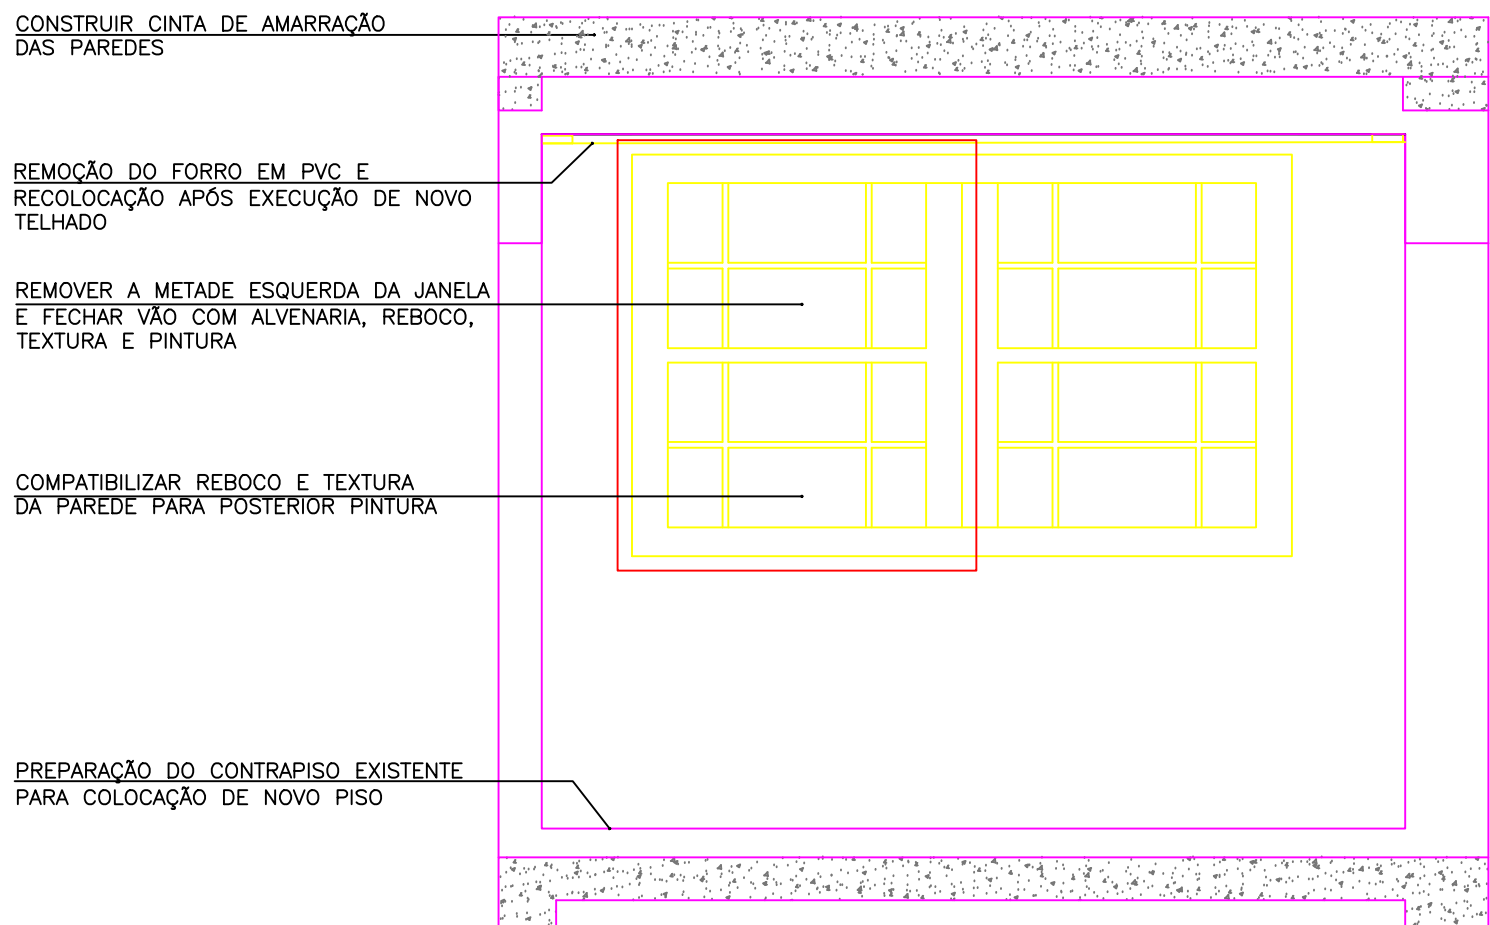 CONSTRUIR CINTA DE AMARRAÇÃO
DAS PAREDES
REMOÇÃO DO FORRO EM PVC E
RECOLOCAÇÃO APÓS EXECUÇÃO DE NOVO
TELHADO
REMOVER A METADE ESQUERDA DA JANELA
E FECHAR VÃO COM ALVENARIA, REBOCO,
TEXTURA E PINTURA
COMPATIBILIZAR REBOCO E TEXTURA
DA PAREDE PARA POSTERIOR PINTURA
PREPARAÇÃO DO CONTRAPISO EXISTENTE
PARA COLOCAÇÃO DE NOVO PISO